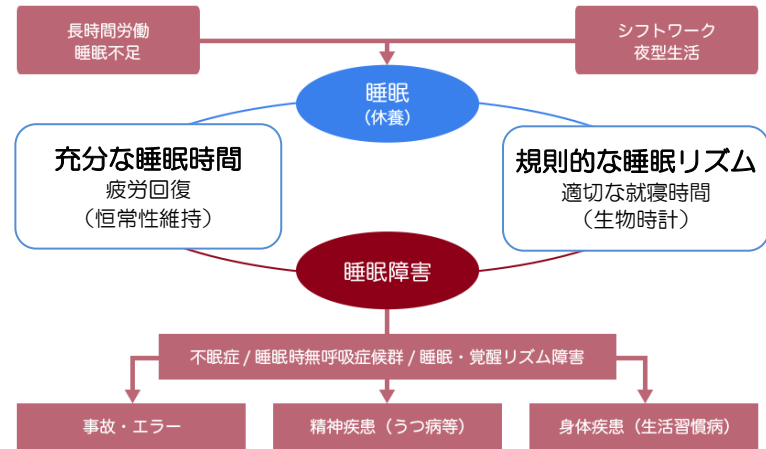 長時間労働
睡眠不足
シフトワーク
夜型生活
睡眠
(休養)
充分な睡眠時間
疲労回復
（恒常性維持）
規則的な睡眠リズム
適切な就寝時間
（生物時計）
睡眠障害
不眠症 / 睡眠時無呼吸症候群 / 睡眠・覚醒リズム障害
事故・エラー
精神疾患（うつ病等）
身体疾患（生活習慣病）